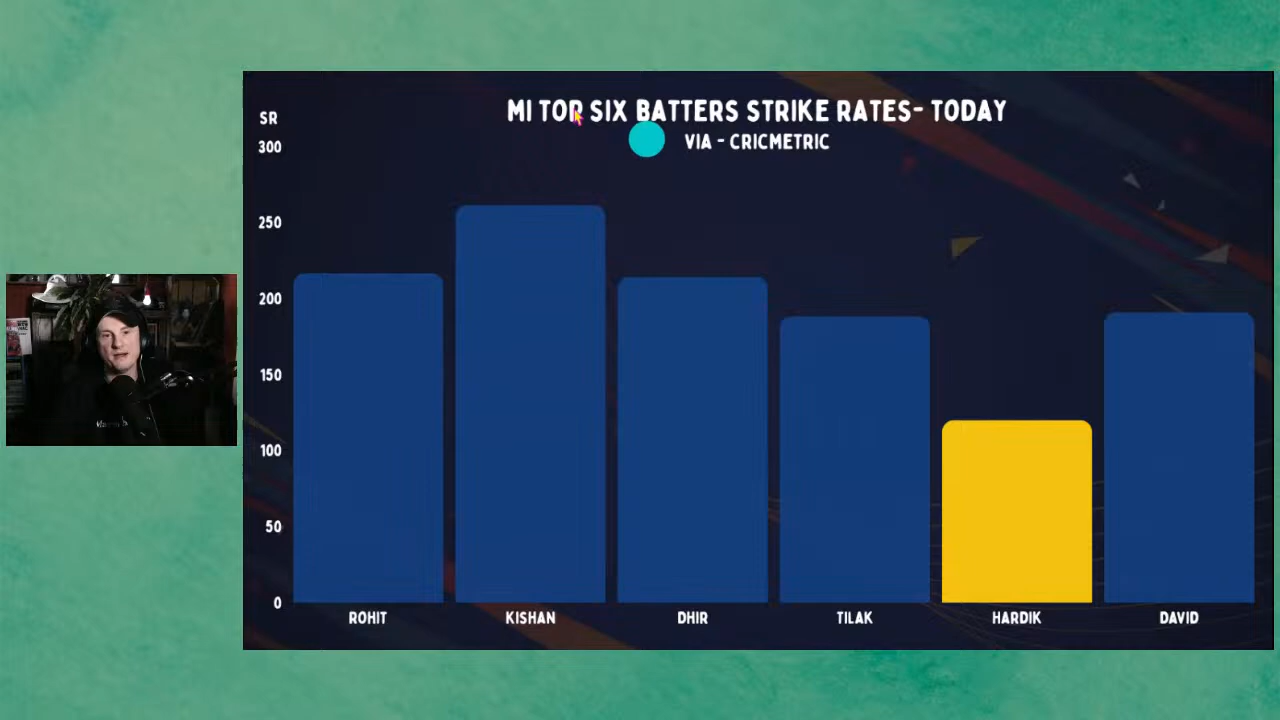 MI TOP SIX BATTERS STRIKE RATES- TODAY
VIA - CRICMETRIC
SR
300
250
200
150
100
50
0
ROHIT KISHAN DHIR TILAK HARDIK DAVID